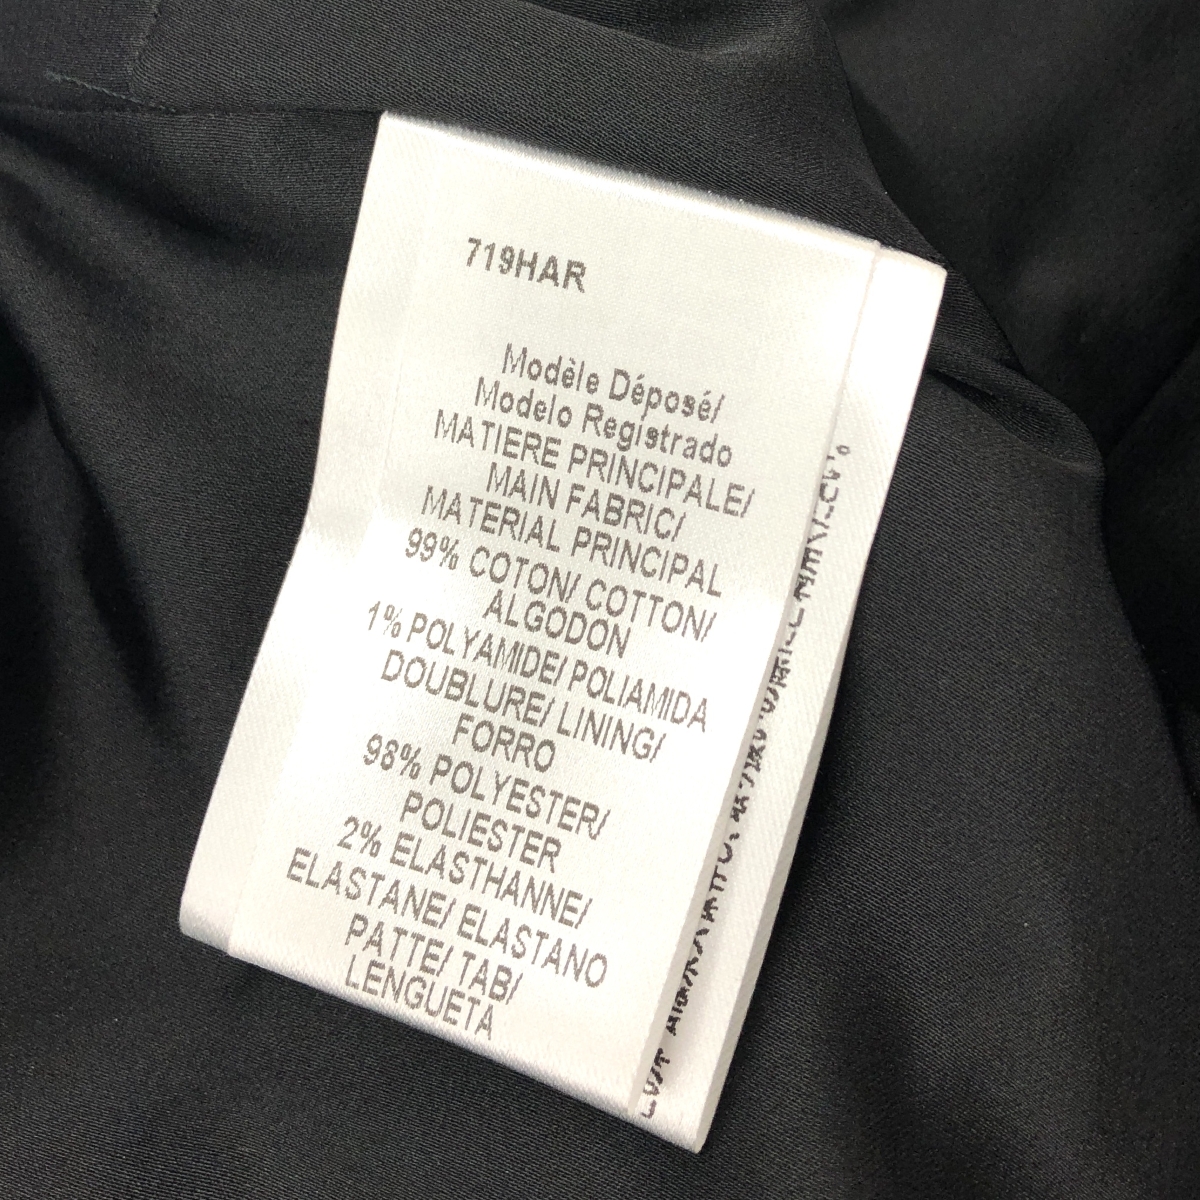 719HAR
Modèle Déposé/
Modelo Registrado
MATIERE PRINCIPALE/
MAIN FABRIC/
MATERIAL PRINCIPAL
99% COTON/ COTTON/
ALGODON
1% POLYAMIDE/ POLIAMIDA
DOUBLURE/ LINING/
FORRO
98% POLYESTER/
POLIESTER
2% ELASTHANNE/
ELASTANE/ ELASTANO
PATTE/ TAB/
LENGUETA